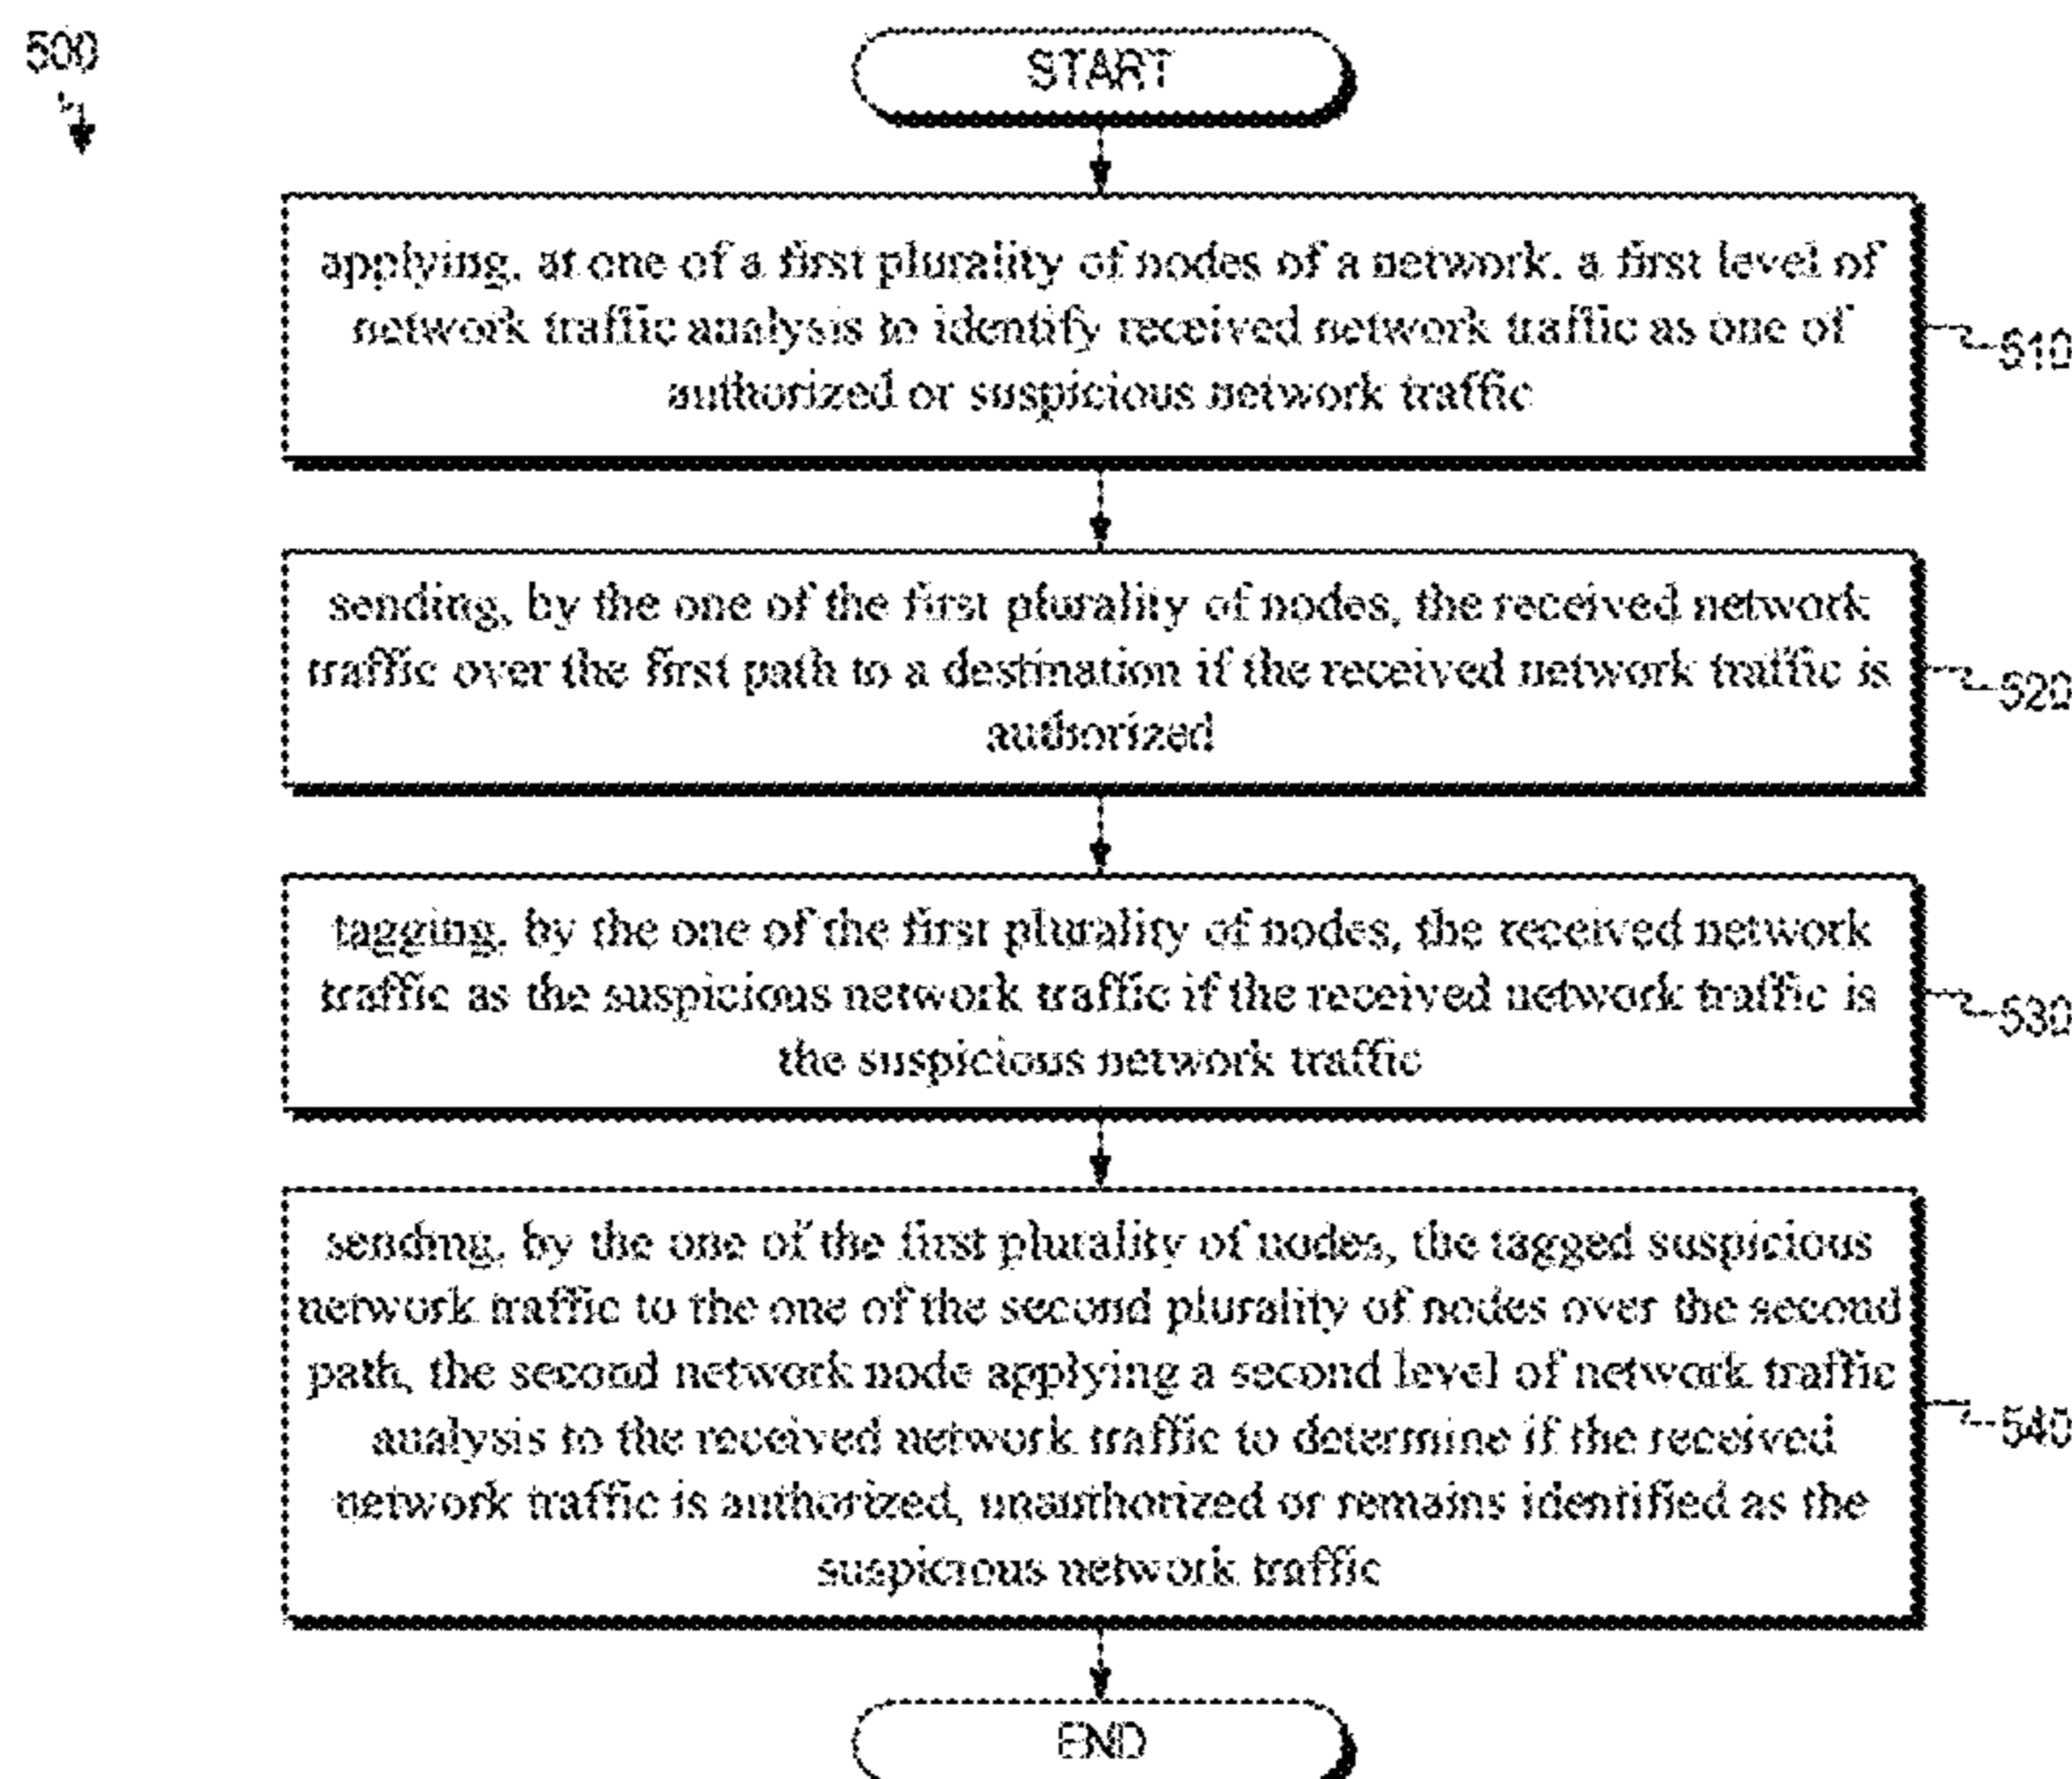 500
START
applying, at one of a first plurality of nodes of a network, a first level of
network traffic analysis to identify received network traffic as one of
authorized or suspicious network traffic
510
sending, by the one of the first plurality of nodes, the received network
traffic over the first path to a destination if the received network traffic is
authorized
520
tagging, by the one of the first plurality of nodes, the received network
traffic as the suspicious network traffic if the received network traffic is
the suspicious network traffic
530
sending, by the one of the first plurality of nodes, the tagged suspicious
network traffic to the one of the second plurality of nodes over the second
path, the second network node applying a second level of network traffic
analysis to the received network traffic to determine if the received
network traffic is authorized, unauthorized or remains identified as the
suspicious network traffic
540
END